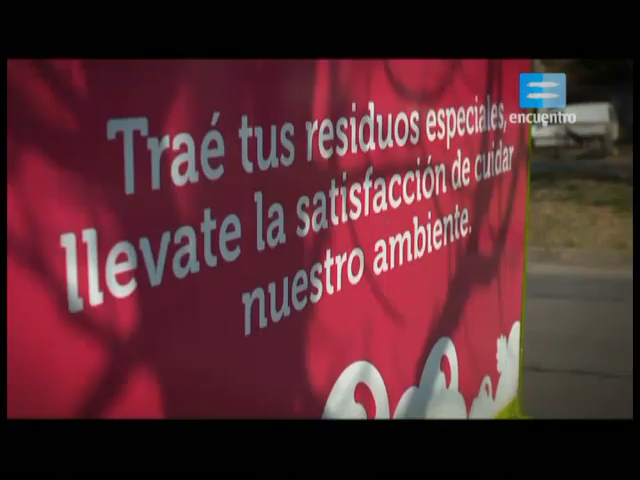 encuentro
Traé tus residuos especiales,
llevate la satisfacción de cuidar
nuestro ambiente.